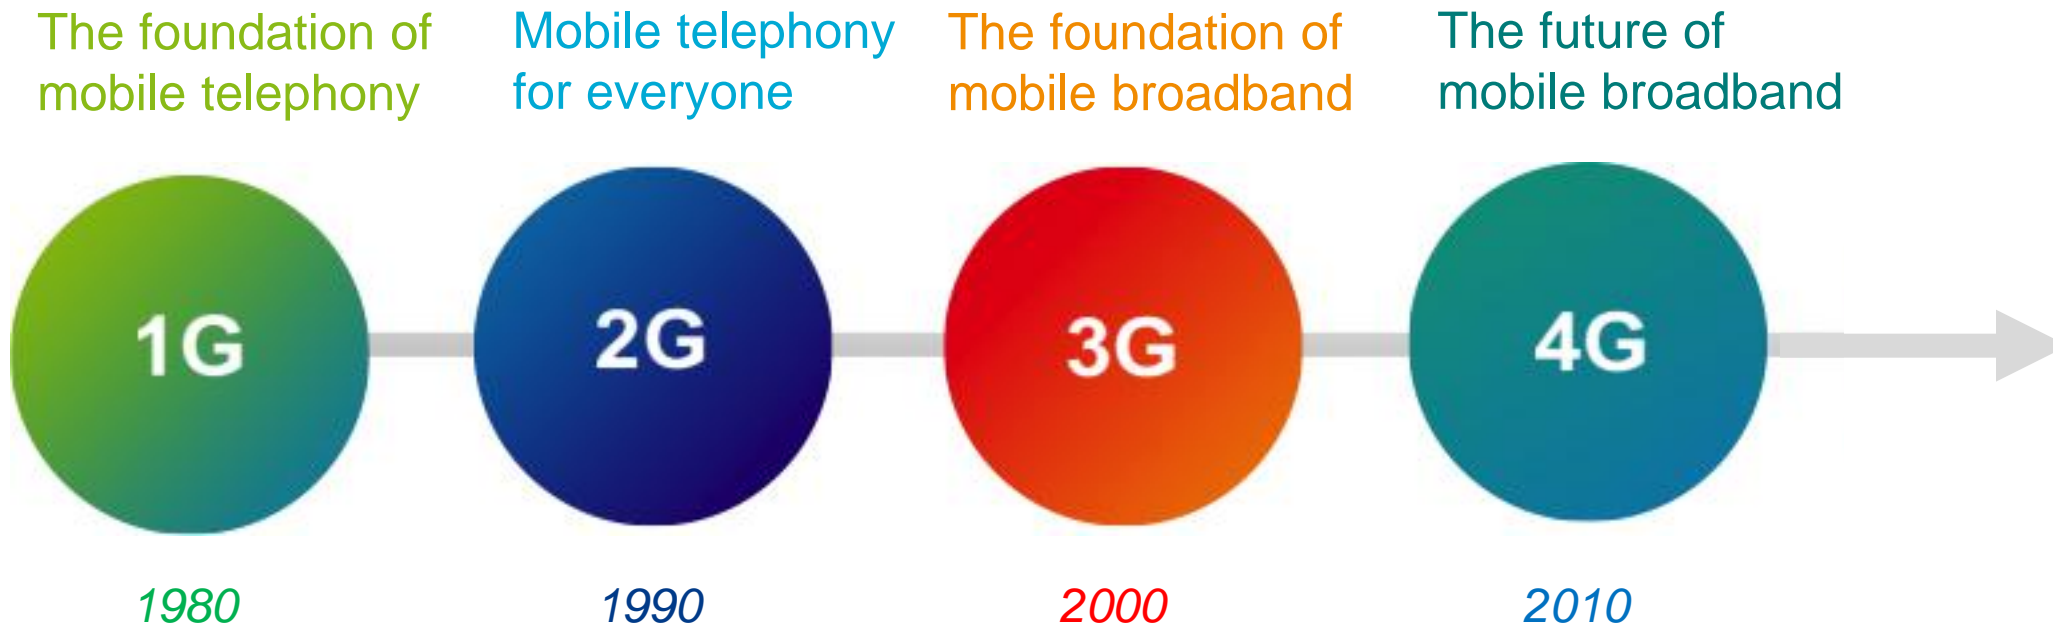 The foundation of
mobile telephony
Mobile telephony
for everyone
The foundation of
mobile broadband
The future of
mobile broadband
1G
2G
3G
4G
1980
1990
2000
2010